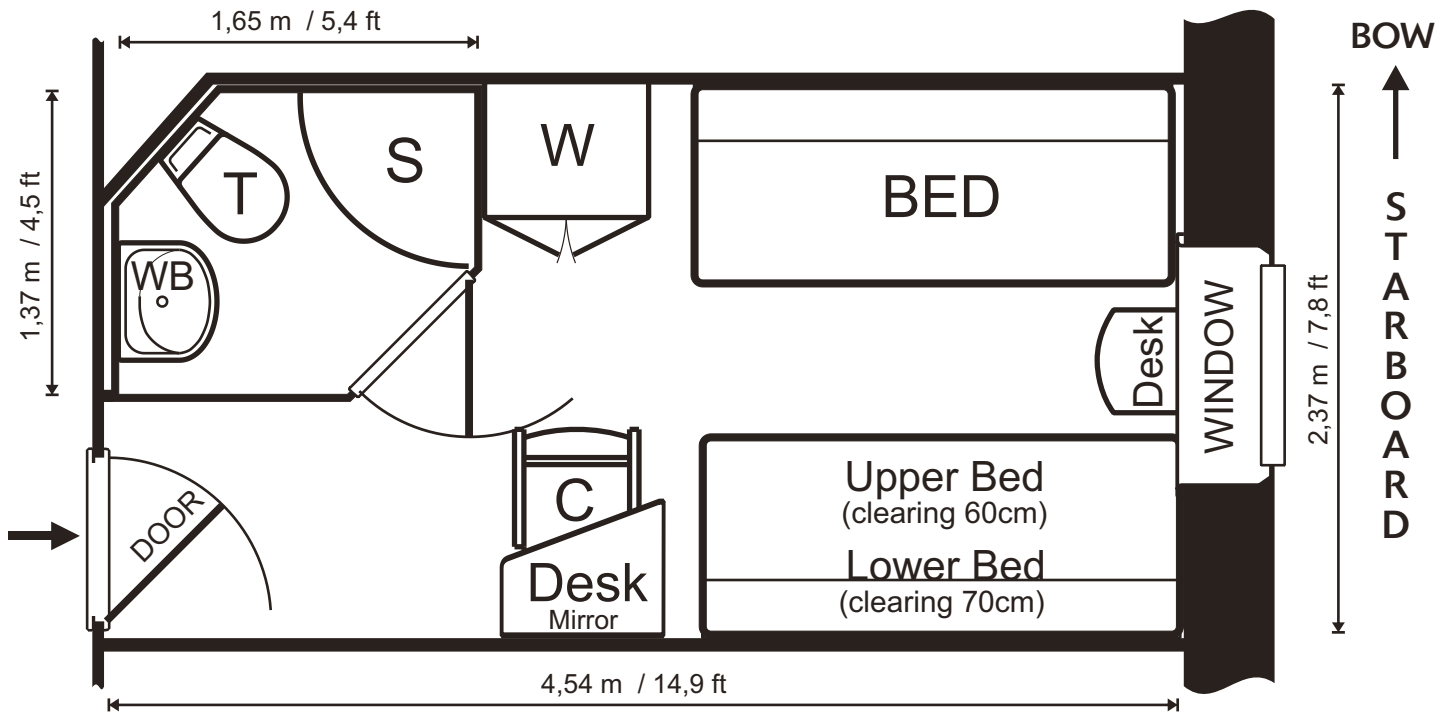 1,65 m / 5,4 ft
BOW
1,37 m / 4,5 ft
T
S
W
BED
WB
STARBOARD
2,37 m / 7,8 ft
Desk
WINDOW
DOOR
C
Desk
Mirror
Upper Bed
(clearing 60cm)
Lower Bed
(clearing 70cm)
4,54 m / 14,9 ft